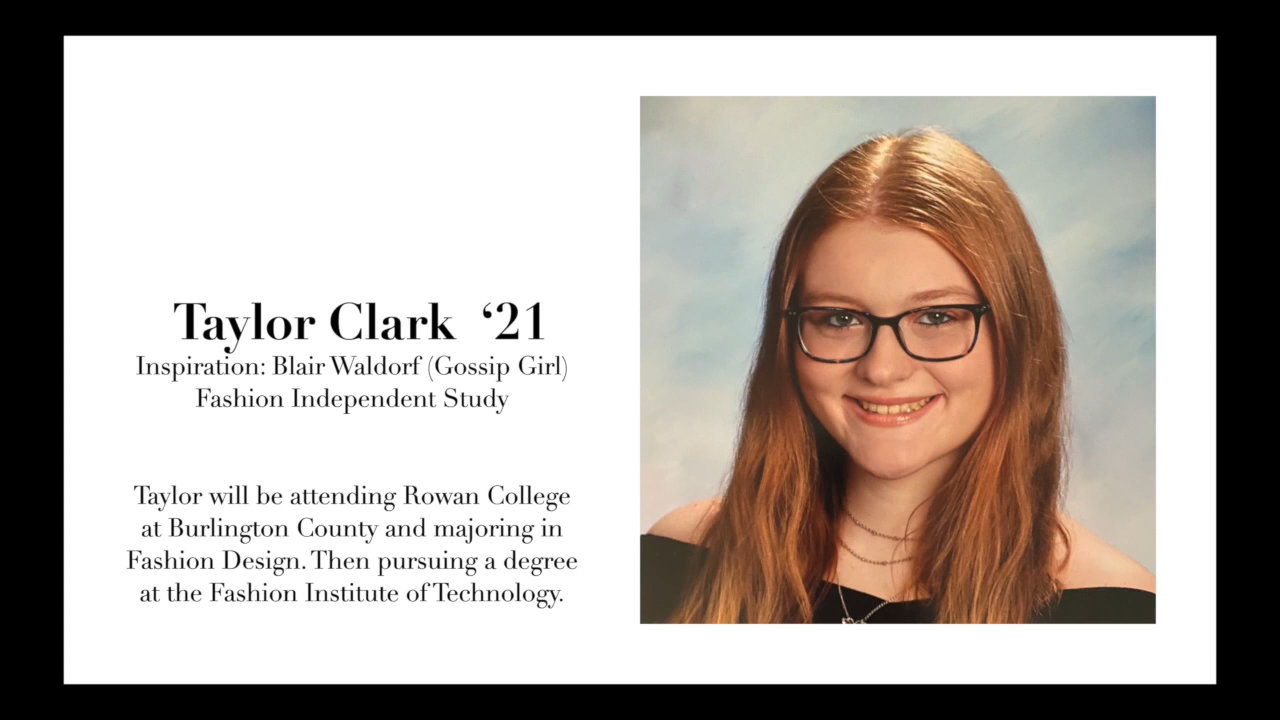 Taylor Clark ‘21
Inspiration: Blair Waldorf (Gossip Girl)
Fashion Independent Study
Taylor will be attending Rowan College
at Burlington County and majoring in
Fashion Design. Then pursuing a degree
at the Fashion Institute of Technology.